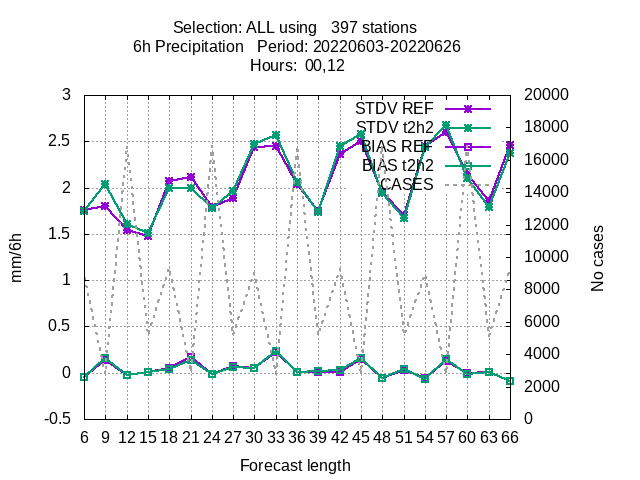 Selection: ALL using   397 stations
6h Precipitation   Period: 20220603-20220626
Hours:  00,12
3
2.5
2
1.5
1
0.5
0
-0.5
mm/6h
STDV REF
STDV t2h2
BIAS REF
BIAS t2h2
CASES
20000
18000
16000
14000
12000
10000
8000
6000
4000
2000
0
No cases
6 9 12 15 18 21 24 27 30 33 36 39 42 45 48 51 54 57 60 63 66
Forecast length